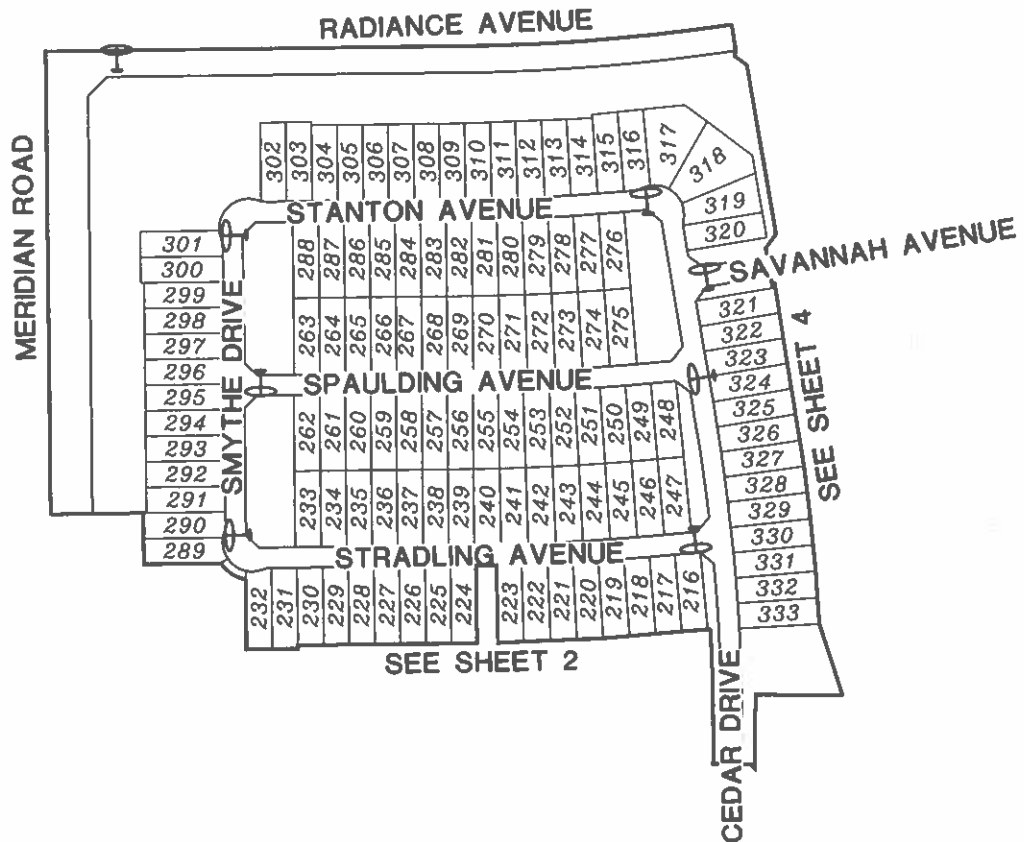 RADIANCE AVENUE
MERIDIAN ROAD
302 303 304 305 306 307 308 309 310 311 312 313 314 315 316 317
318
319
320
STANTON AVENUE
SAVANNAH AVENUE
301
300
299
298
297
296
295
294
293
292
291
290
289
SMYTHE DRIVE
288 287 286 285 284 283 282 281 280 279 278 277 276
263 264 265 266 267 268 269 270 271 272 273 274 275
SPAULDING AVENUE
262 261 260 259 258 257 256 255 254 253 252 251 250 249 248
233 234 235 236 237 238 239 240 241 242 243 244 245 246 247
STRADLING AVENUE
232 231 230 229 228 227 226 225 224 223 222 221 220 219 218 217 216
321
322
323
324
325
326
327
328
329
330
331
332
333
SEE SHEET 4
SEE SHEET 2
CEDAR DRIVE